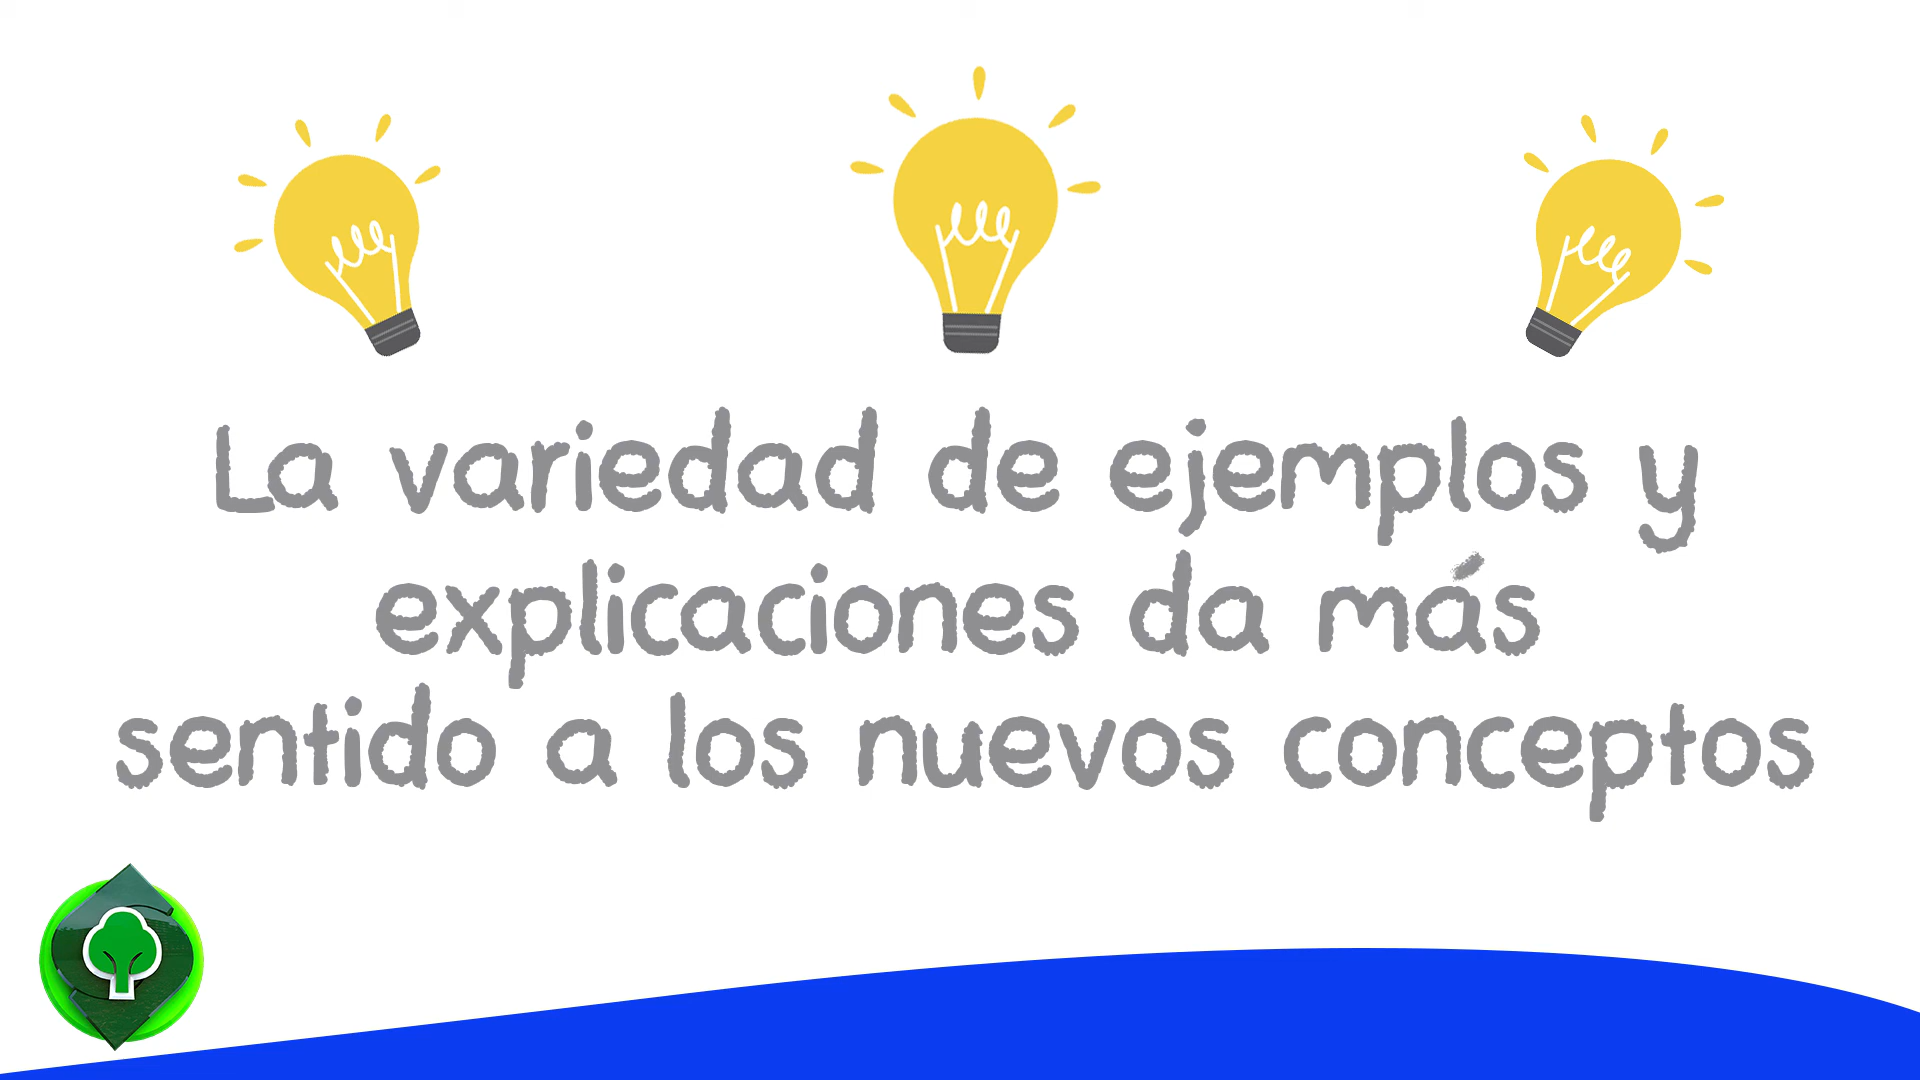 La variedad de ejemplos y
explicaciones da más
sentido a los nuevos conceptos